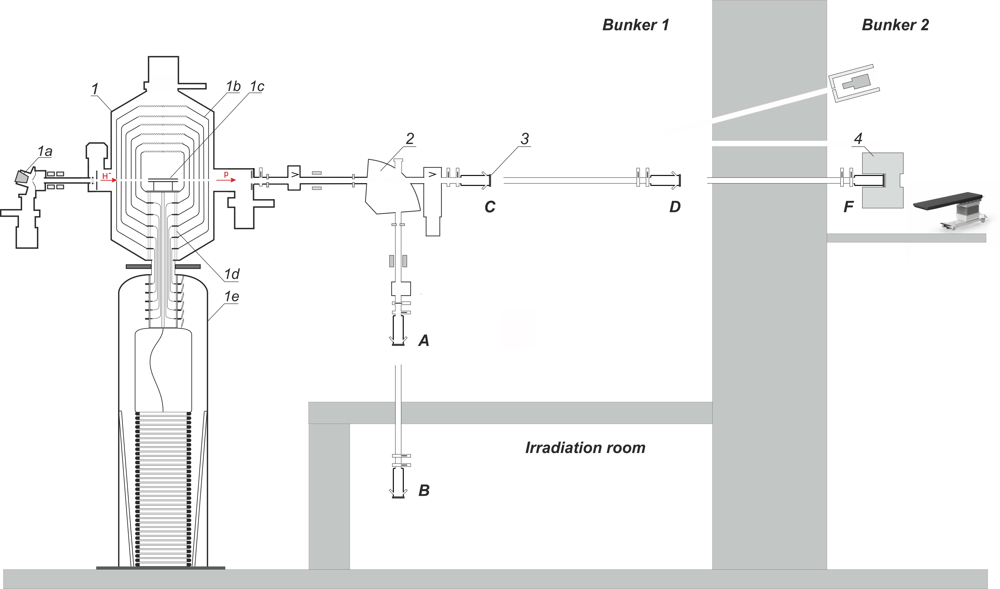 Bunker 1
Bunker 2
1
1b
1c
2
3
4
1a
H-
p
C
D
F
1d
1e
A
Irradiation room
B